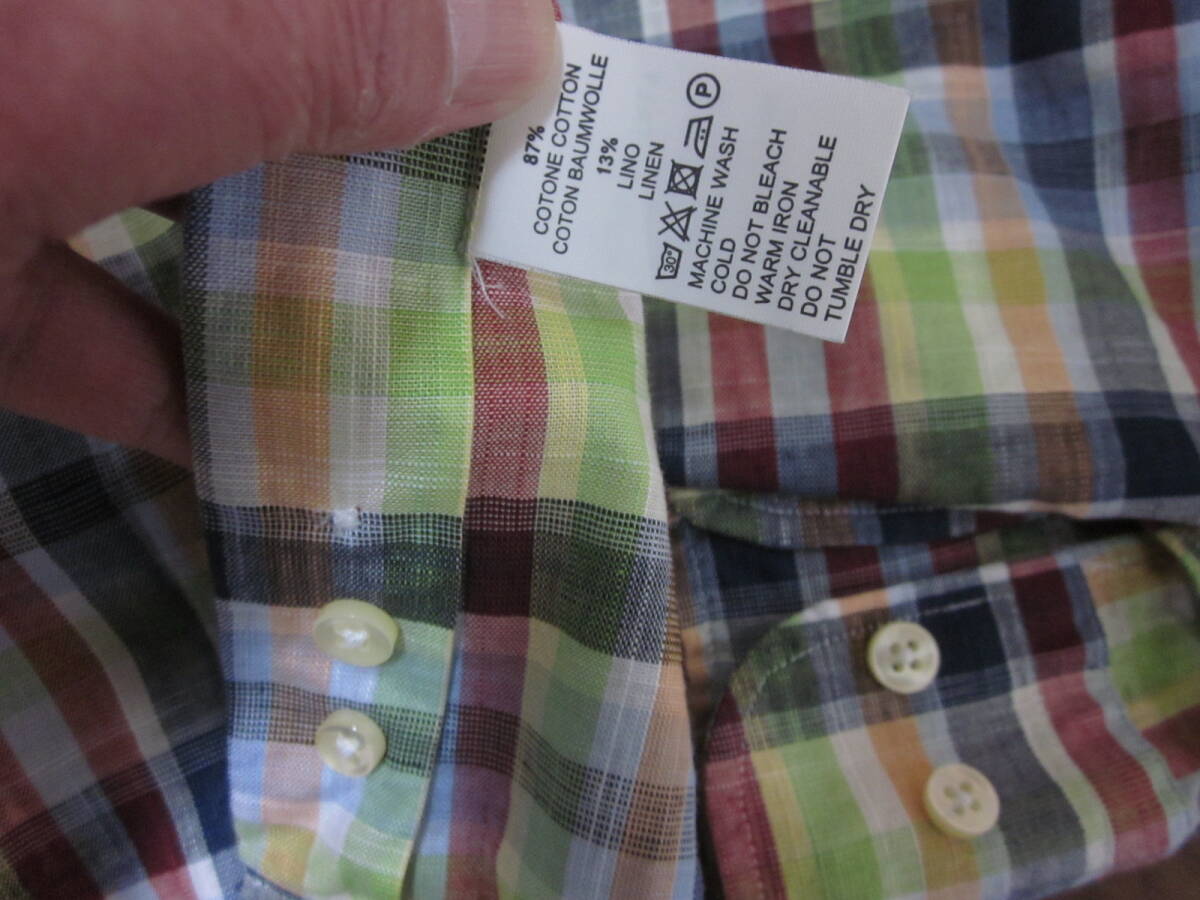 87%
COTONE COTTON
COTON BAUMWOLLE
13%
LINO
LINEN
30° P
MACHINE WASH
COLD
DO NOT BLEACH
WARM IRON
DRY CLEANABLE
DO NOT
TUMBLE DRY